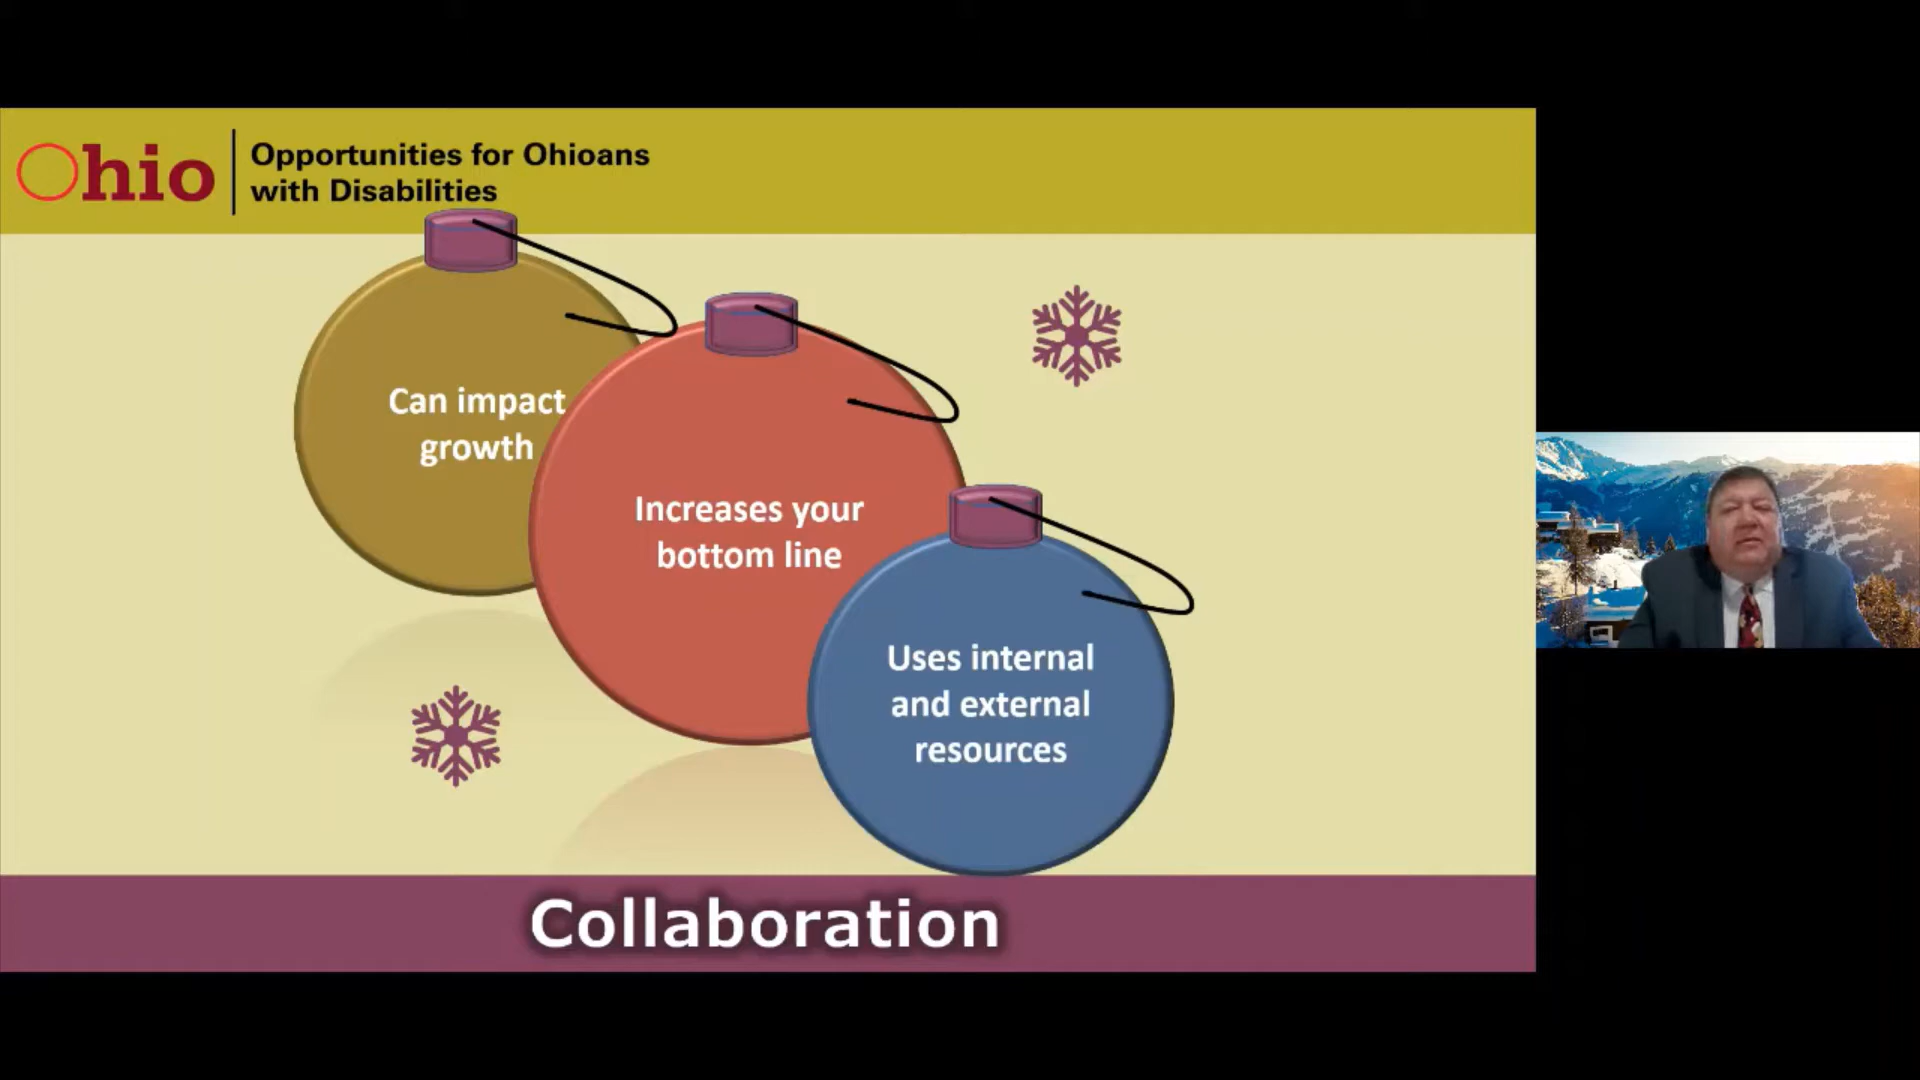 Ohio
Opportunities for Ohioans
with Disabilities
Can impact
growth
Increases your
bottom line
Uses internal
and external
resources
Collaboration